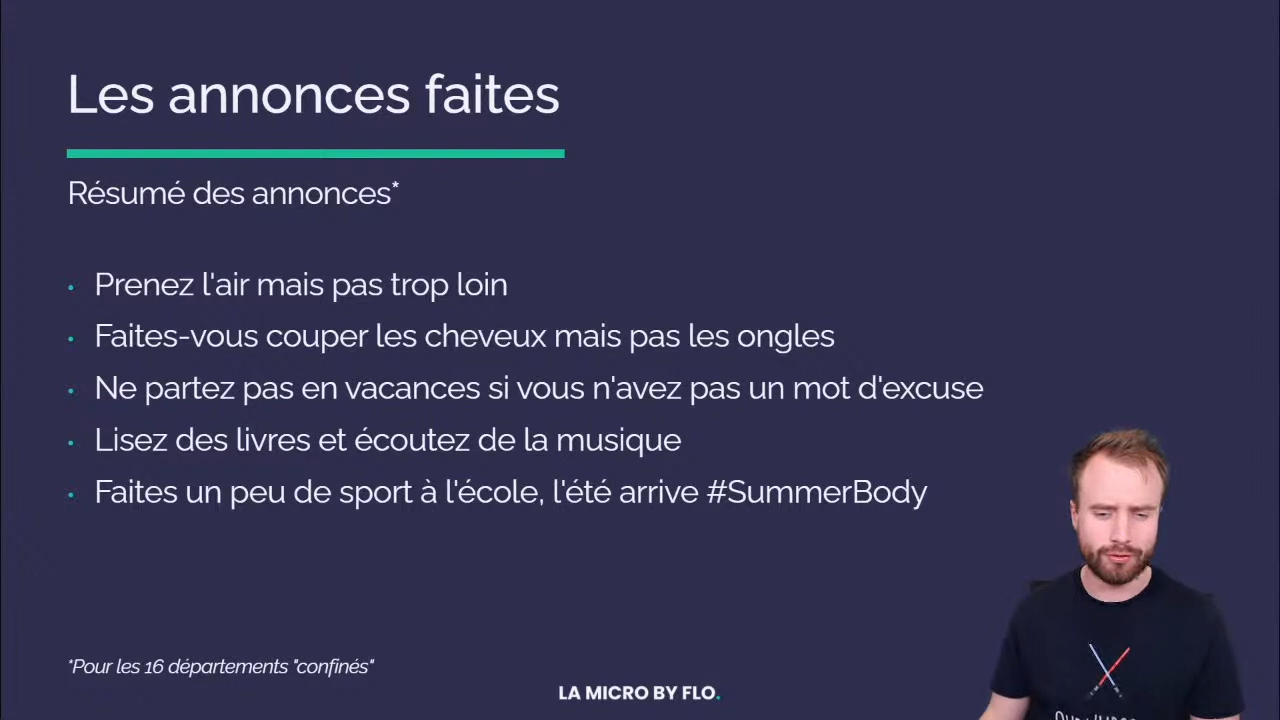 Les annonces faites
Résumé des annonces*
• Prenez l'air mais pas trop loin
• Faites-vous couper les cheveux mais pas les ongles
• Ne partez pas en vacances si vous n'avez pas un mot d'excuse
• Lisez des livres et écoutez de la musique
• Faites un peu de sport à l'école, l'été arrive #SummerBody
*Pour les 16 départements "confinés"
LA MICRO BY FLO.